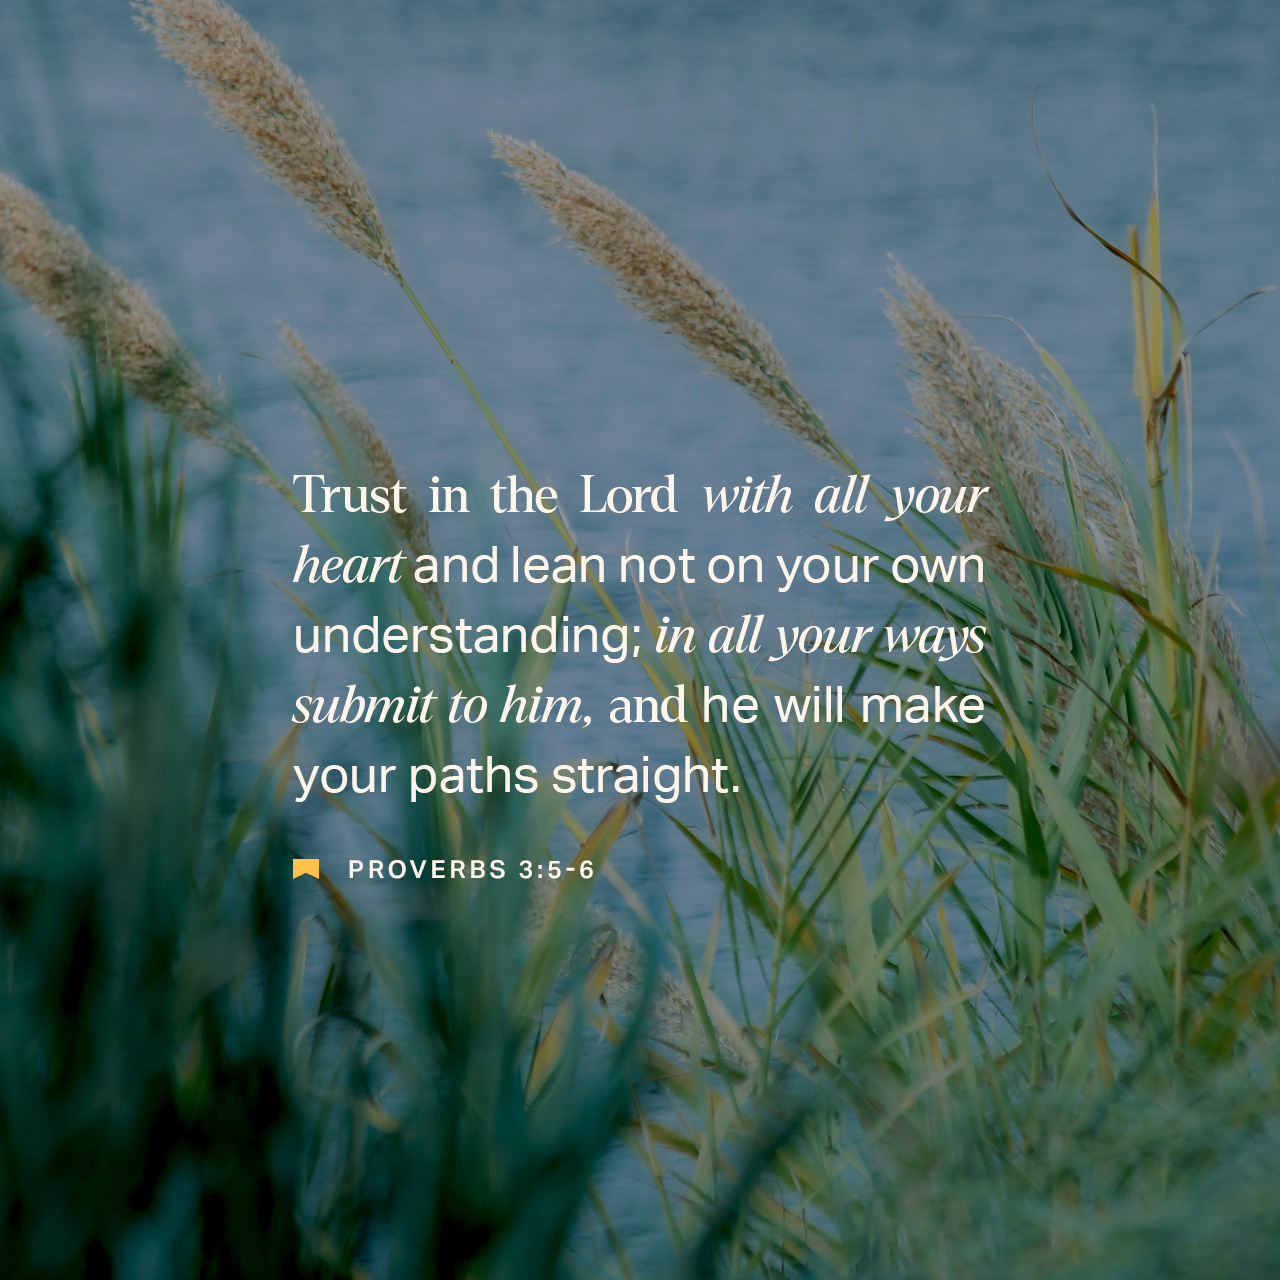 Trust in the Lord with all your
heart and lean not on your own
understanding; in all your ways
submit to him, and he will make
your paths straight.
PROVERBS 3:5-6